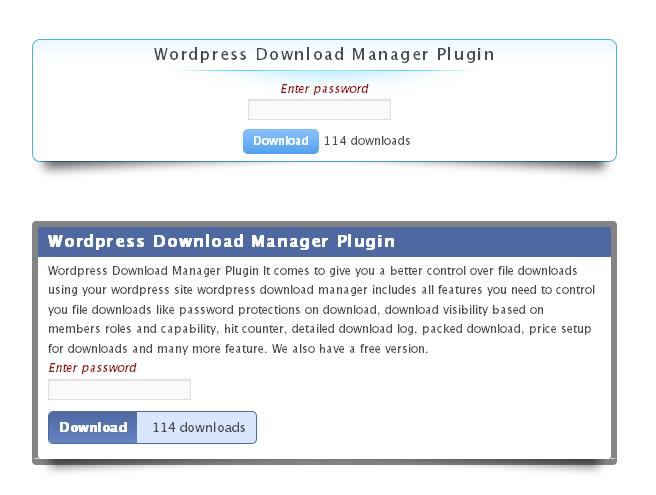 Wordpress Download Manager Plugin
Enter password
Download 114 downloads
Wordpress Download Manager Plugin
Wordpress Download Manager Plugin It comes to give you a better control over file downloads
using your wordpress site wordpress download manager includes all features you need to control
you file downloads like password protections on download, download visibility based on
members roles and capability, hit counter, detailed download log, packed download, price setup
for downloads and many more feature. We also have a free version.
Enter password
Download 114 downloads